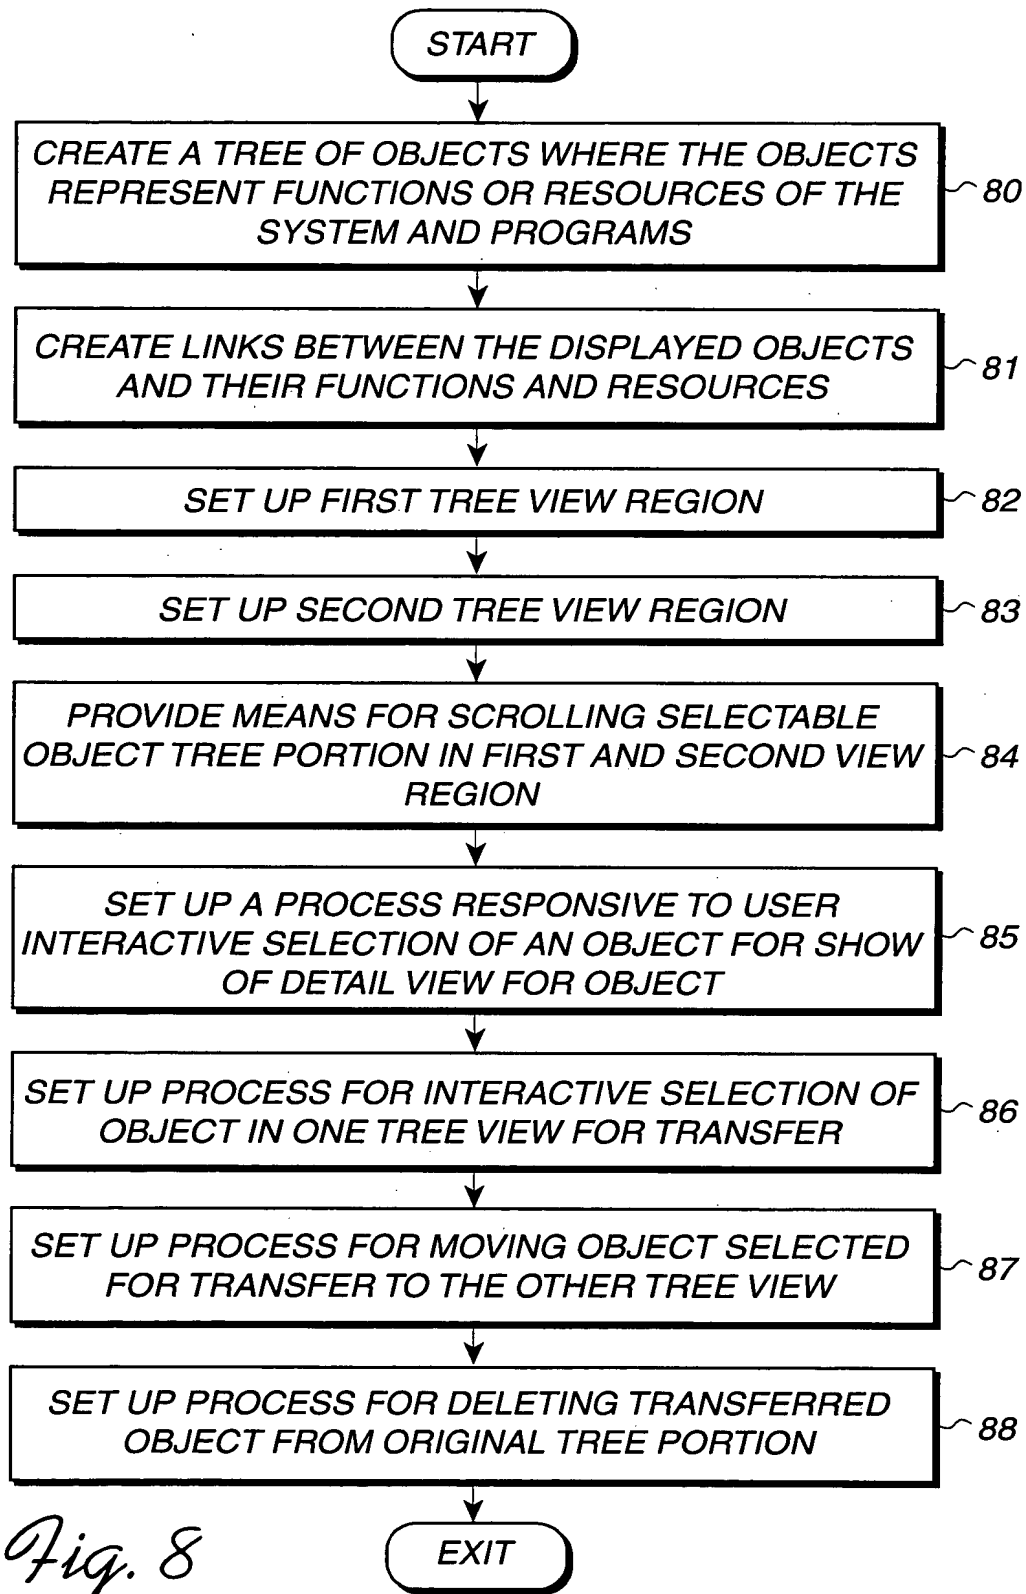 START
CREATE A TREE OF OBJECTS WHERE THE OBJECTS
REPRESENT FUNCTIONS OR RESOURCES OF THE
SYSTEM AND PROGRAMS
80
CREATE LINKS BETWEEN THE DISPLAYED OBJECTS
AND THEIR FUNCTIONS AND RESOURCES
81
SET UP FIRST TREE VIEW REGION
82
SET UP SECOND TREE VIEW REGION
83
PROVIDE MEANS FOR SCROLLING SELECTABLE
OBJECT TREE PORTION IN FIRST AND SECOND VIEW
REGION
84
SET UP A PROCESS RESPONSIVE TO USER
INTERACTIVE SELECTION OF AN OBJECT FOR SHOW
OF DETAIL VIEW FOR OBJECT
85
SET UP PROCESS FOR INTERACTIVE SELECTION OF
OBJECT IN ONE TREE VIEW FOR TRANSFER
86
SET UP PROCESS FOR MOVING OBJECT SELECTED
FOR TRANSFER TO THE OTHER TREE VIEW
87
SET UP PROCESS FOR DELETING TRANSFERRED
OBJECT FROM ORIGINAL TREE PORTION
88
EXIT
Fig. 8